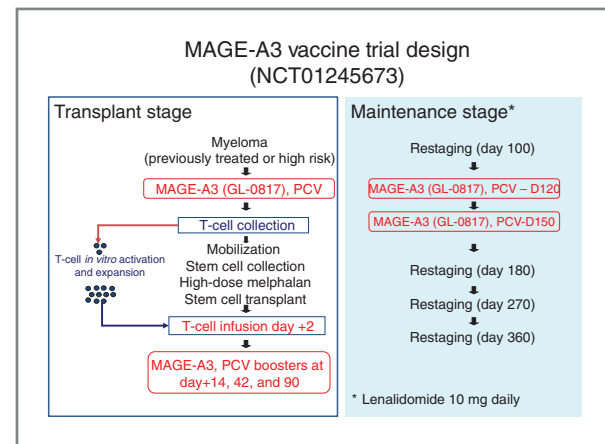 MAGE-A3 vaccine trial design
(NCT01245673)
Transplant stage
Myeloma
(previously treated or high risk)
MAGE-A3 (GL-0817), PCV
T-cell collection
T-cell in vitro activation
and expansion
Mobilization
Stem cell collection
High-dose melphalan
Stem cell transplant
T-cell infusion day +2
MAGE-A3, PCV boosters at
day+14, 42, and 90
Maintenance stage*
Restaging (day 100)
MAGE-A3 (GL-0817), PCV – D120
MAGE-A3 (GL-0817), PCV-D150
Restaging (day 180)
Restaging (day 270)
Restaging (day 360)
* Lenalidomide 10 mg daily